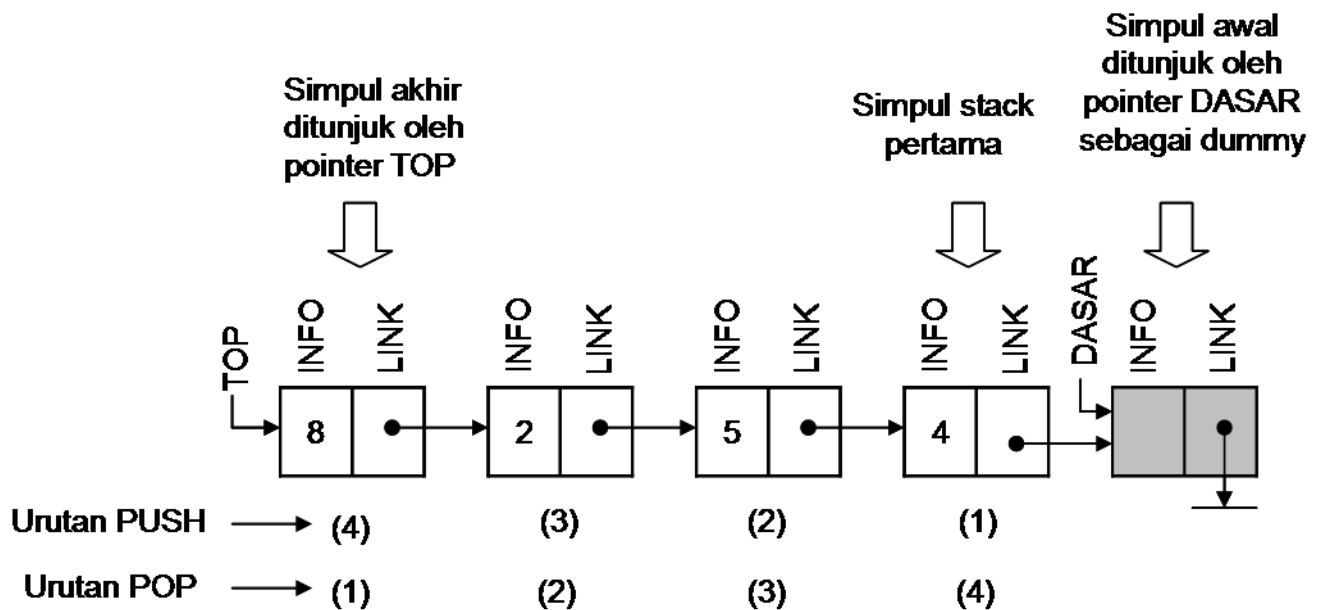 Simpul akhir
ditunjuk oleh
pointer TOP
Simpul stack
pertama
Simpul awal
ditunjuk oleh
pointer DASAR
sebagai dummy
TOP
INFO
LINK
INFO
LINK
INFO
LINK
INFO
LINK
DASAR
INFO
LINK
8
2
5
4
Urutan PUSH (4) (3) (2) (1)
Urutan POP (1) (2) (3) (4)